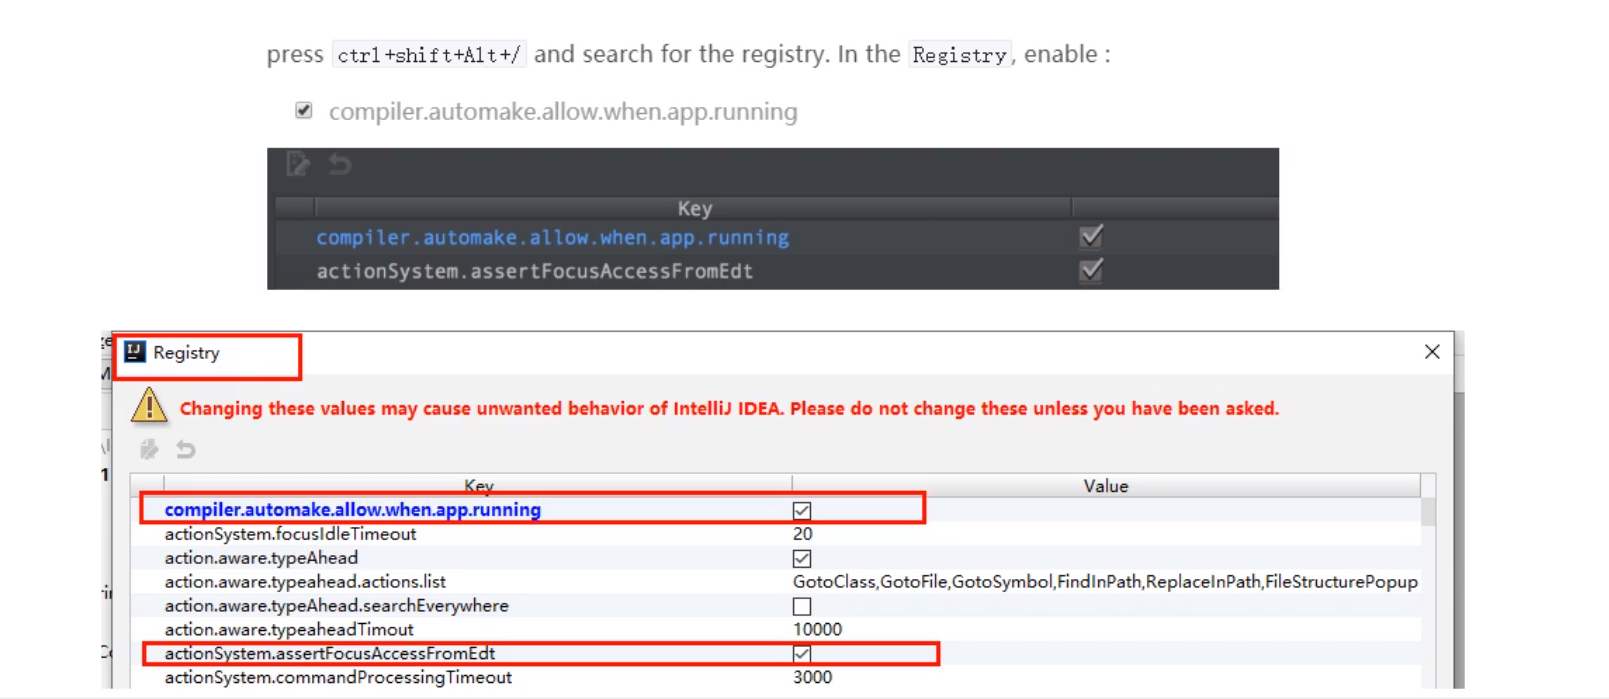 press ctrl+shift+Alt+/ and search for the registry. In the Registry, enable :
compiler.automake.allow.when.app.running
Key
compiler.automake.allow.when.app.running
actionSystem.assertFocusAccessFromEdt
Registry
Changing these values may cause unwanted behavior of IntelliJ IDEA. Please do not change these unless you have been asked.
Key Value
compiler.automake.allow.when.app.running
actionSystem.focusIdleTimeout 20
action.aware.typeAhead
action.aware.typeahead.actions.list GotoClass,GotoFile,GotoSymbol,FindInPath,ReplaceInPath,FileStructurePopup
action.aware.typeAhead.searchEverywhere
action.aware.typeaheadTimout 10000
actionSystem.assertFocusAccessFromEdt
actionSystem.commandProcessingTimeout 3000